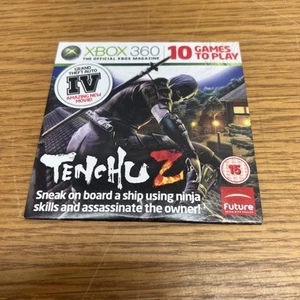 XBOX 360
THE OFFICIAL XBOX MAGAZINE
10 GAMES
TO PLAY
GRAND THEFT AUTO
IV
AMAZING NEW
MOVIE!
TENCHU Z
15
Sneak on board a ship using ninja
skills and assassinate the owner!
Future